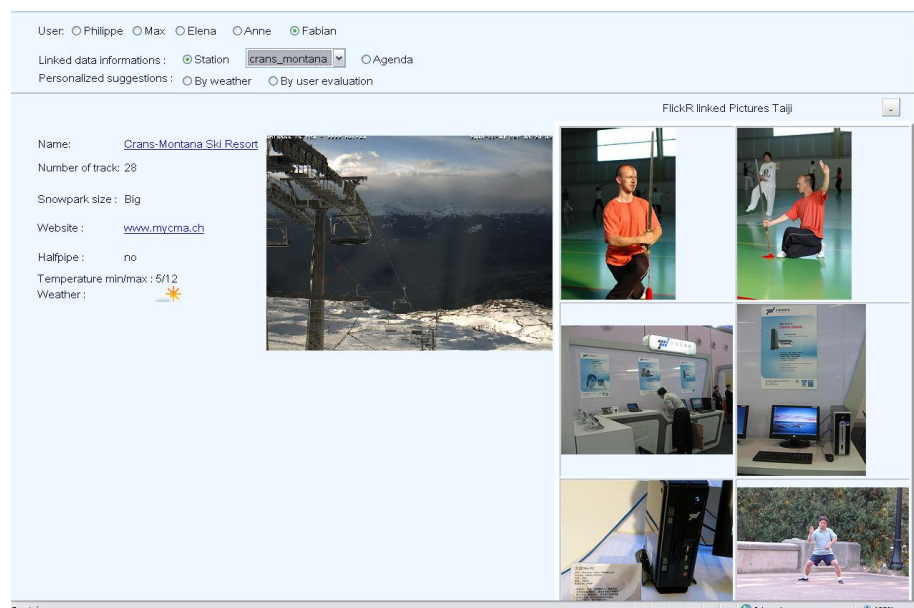 User: Philippe Max Elena Anne Fabian
Linked data informations : Station crans_montana Agenda
Personalized suggestions : By weather By user evaluation
FlickR linked Pictures Taiji -
Name: Crans-Montana Ski Resort
Number of track: 28
Snowpark size : Big
Website : www.mycma.ch
Halfpipe : no
Temperature min/max : 5/12
Weather :